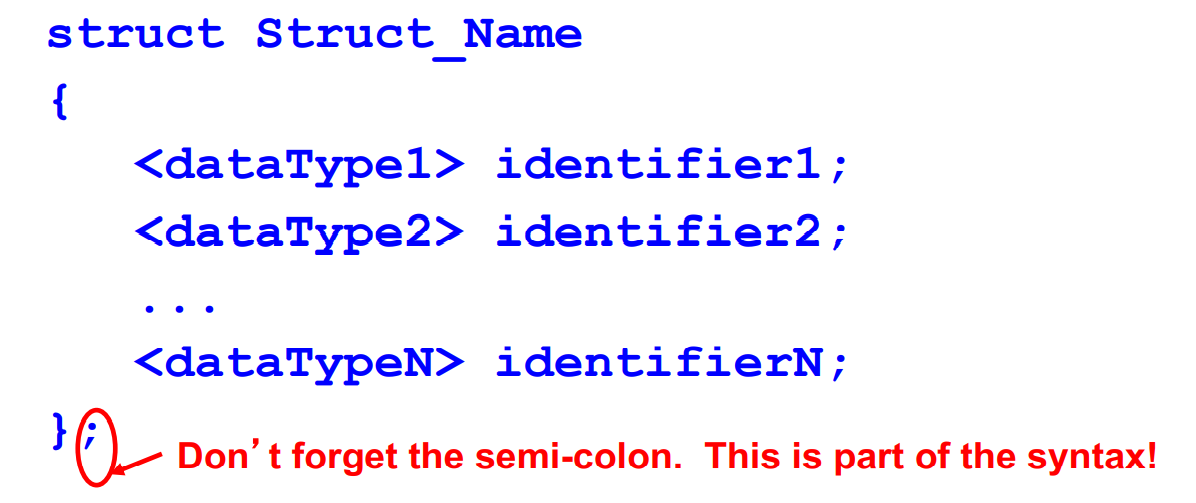 struct Struct_Name
{
<dataType1> identifier1;
<dataType2> identifier2;
...
<dataTypeN> identifierN;
};
Don’t forget the semi-colon. This is part of the syntax!